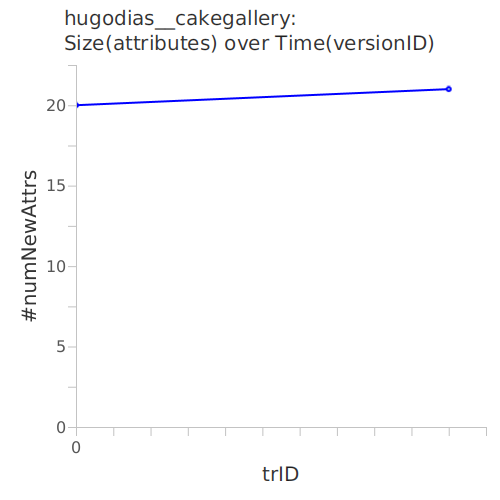 hugodias__cakegallery:
Size(attributes) over Time(versionID)
20
15
10
5
0
0
#numNewAttrs
trID